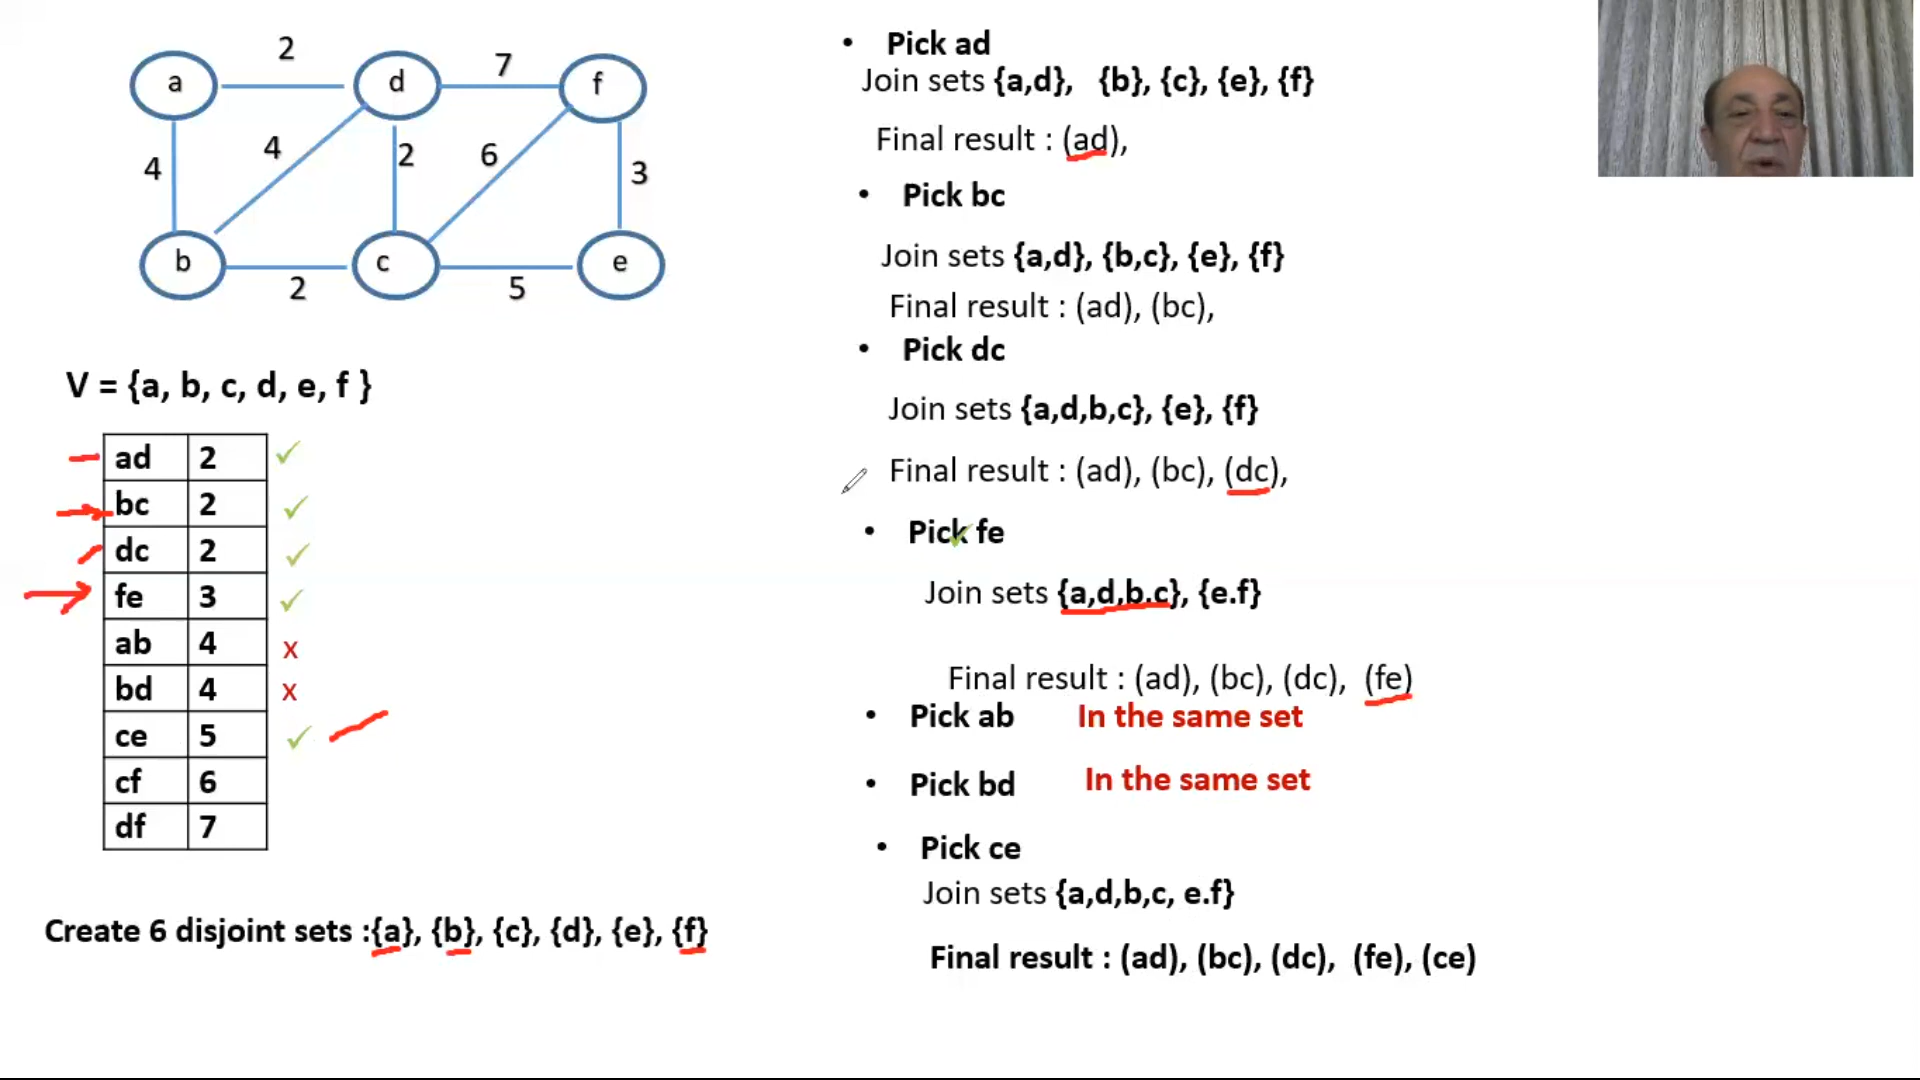 2
7
a
d
f
4
4
2
6
3
b
c
e
2
5
V = {a, b, c, d, e, f }
ad 2 ✓
bc 2 ✓
dc 2 ✓
fe 3 ✓
ab 4 x
bd 4 x
ce 5 ✓
cf 6
df 7
Create 6 disjoint sets :{a}, {b}, {c}, {d}, {e}, {f}
• Pick ad
Join sets {a,d}, {b}, {c}, {e}, {f}
Final result : (ad),
• Pick bc
Join sets {a,d}, {b,c}, {e}, {f}
Final result : (ad), (bc),
• Pick dc
Join sets {a,d,b,c}, {e}, {f}
Final result : (ad), (bc), (dc),
• Pick fe
Join sets {a,d,b.c}, {e.f}
Final result : (ad), (bc), (dc), (fe)
• Pick ab In the same set
• Pick bd In the same set
• Pick ce
Join sets {a,d,b,c, e.f}
Final result : (ad), (bc), (dc), (fe), (ce)